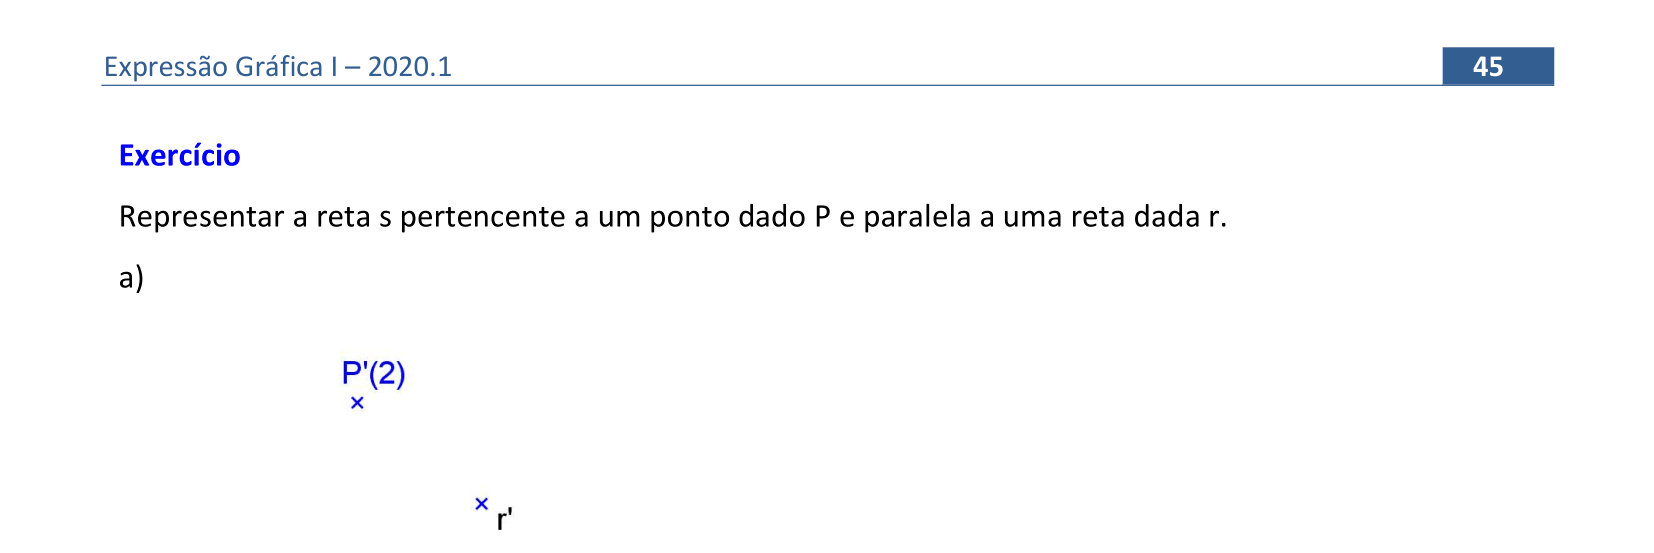 Expressão Gráfica I – 2020.1 45
Exercício
Representar a reta s pertencente a um ponto dado P e paralela a uma reta dada r.
a)
P'(2)
r'